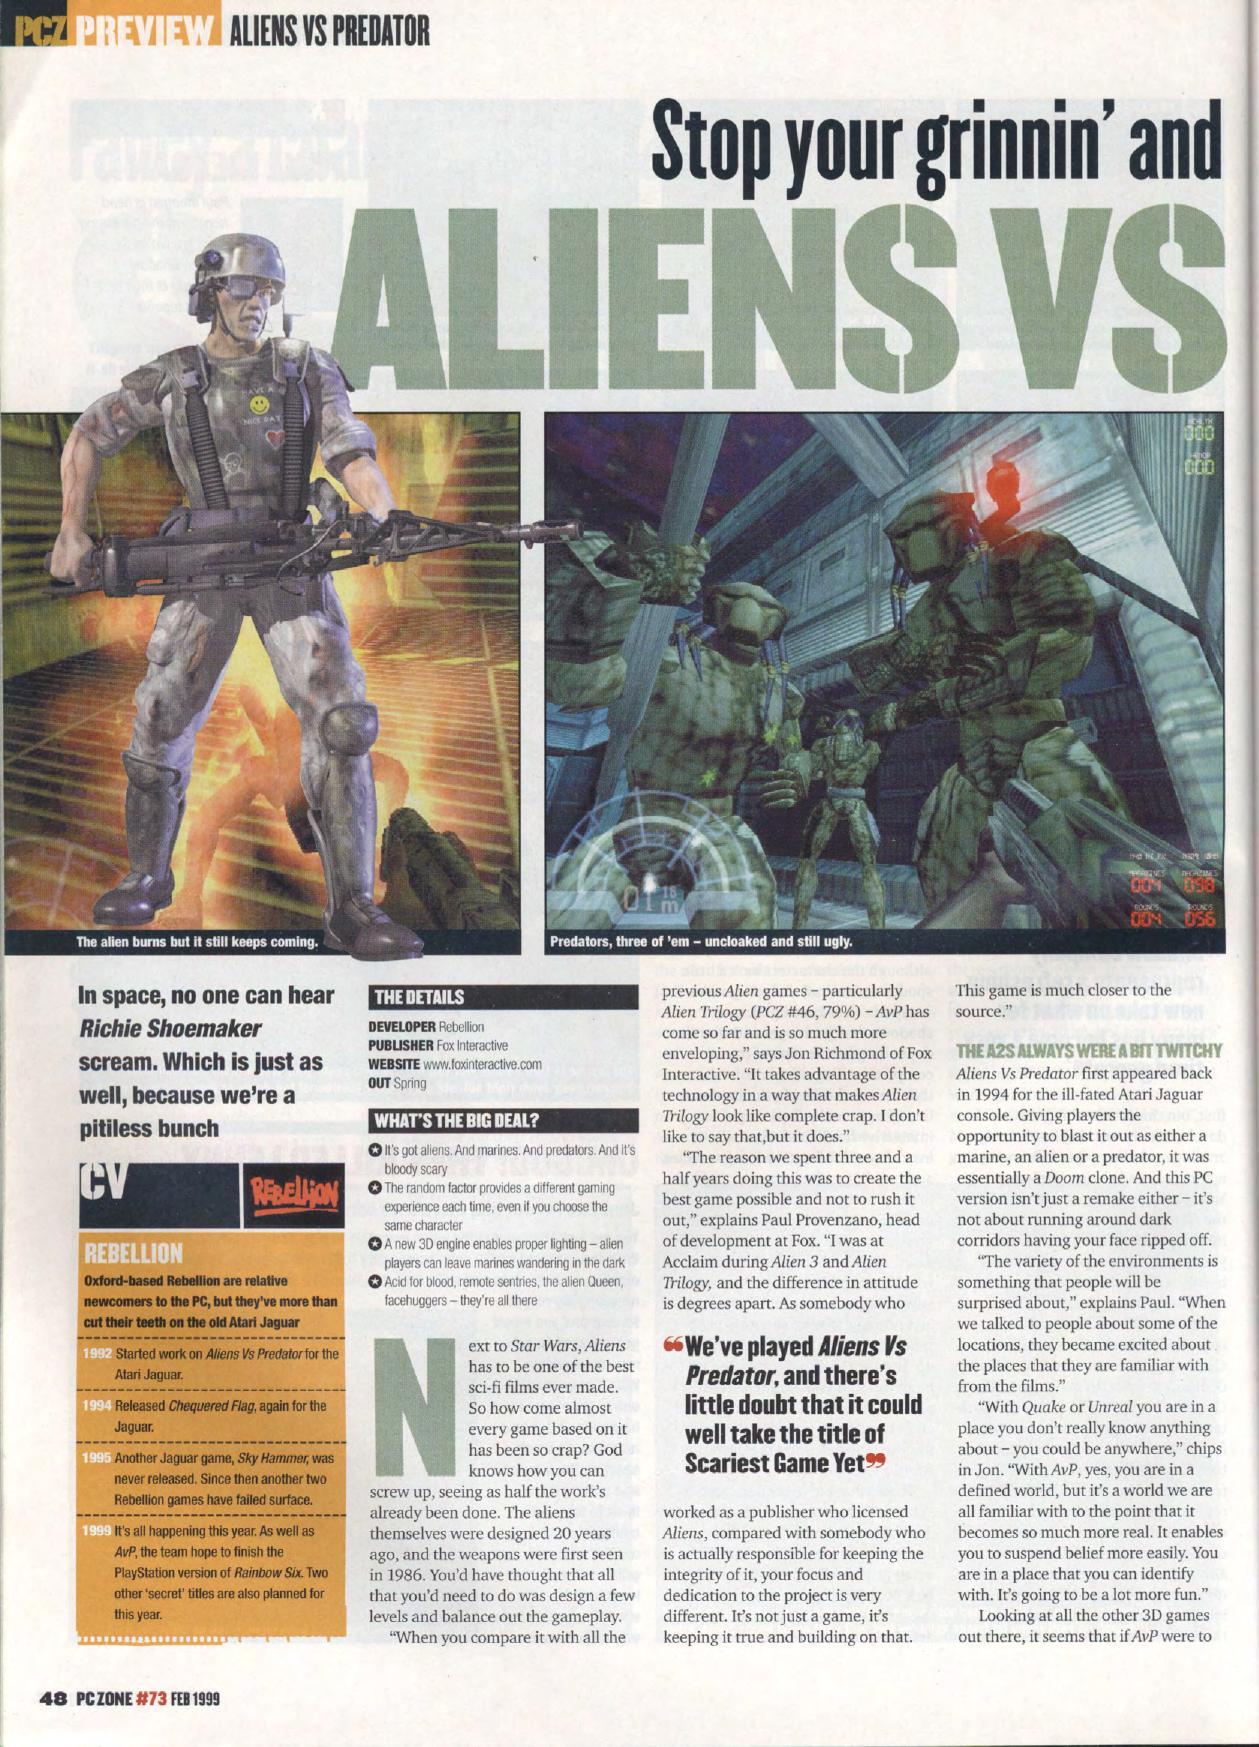 PCZ PREVIEW ALIENS VS PREDATOR
Stop your grinnin' and
ALIENS VS
HAVE A
NICE DAY
HEALTH
000
ARMOR
000
01 18
m
MAGAZINES MAGAZINES
004 098
ROUNDS ROUNDS
004 056
The alien burns but it still keeps coming.
Predators, three of 'em – uncloaked and still ugly.
In space, no one can hear
Richie Shoemaker
scream. Which is just as
well, because we're a
pitiless bunch
CV
REBELLION
REBELLION
Oxford-based Rebellion are relative
newcomers to the PC, but they've more than
cut their teeth on the old Atari Jaguar
1992 Started work on Aliens Vs Predator for the
Atari Jaguar.
1994 Released Chequered Flag, again for the
Jaguar.
1995 Another Jaguar game, Sky Hammer, was
never released. Since then another two
Rebellion games have failed surface.
1999 It's all happening this year. As well as
AvP, the team hope to finish the
PlayStation version of Rainbow Six. Two
other 'secret' titles are also planned for
this year.
THE DETAILS
DEVELOPER Rebellion
PUBLISHER Fox Interactive
WEBSITE www.foxinteractive.com
OUT Spring
WHAT'S THE BIG DEAL?
It's got aliens. And marines. And predators. And it's
bloody scary
The random factor provides a different gaming
experience each time, even if you choose the
same character
A new 3D engine enables proper lighting – alien
players can leave marines wandering in the dark
Acid for blood, remote sentries, the alien Queen,
facehuggers – they're all there
Next to Star Wars, Aliens
has to be one of the best
sci-fi films ever made.
So how come almost
every game based on it
has been so crap? God
knows how you can
screw up, seeing as half the work's
already been done. The aliens
themselves were designed 20 years
ago, and the weapons were first seen
in 1986. You'd have thought that all
that you'd need to do was design a few
levels and balance out the gameplay.
"When you compare it with all the
previous Alien games – particularly
Alien Trilogy (PCZ #46, 79%) – AvP has
come so far and is so much more
enveloping," says Jon Richmond of Fox
Interactive. "It takes advantage of the
technology in a way that makes Alien
Trilogy look like complete crap. I don't
like to say that,but it does."
"The reason we spent three and a
half years doing this was to create the
best game possible and not to rush it
out," explains Paul Provenzano, head
of development at Fox. "I was at
Acclaim during Alien 3 and Alien
Trilogy, and the difference in attitude
is degrees apart. As somebody who
"We've played Aliens Vs
Predator, and there's
little doubt that it could
well take the title of
Scariest Game Yet"
worked as a publisher who licensed
Aliens, compared with somebody who
is actually responsible for keeping the
integrity of it, your focus and
dedication to the project is very
different. It's not just a game, it's
keeping it true and building on that.
This game is much closer to the
source."
THE A2S ALWAYS WERE A BIT TWITCHY
Aliens Vs Predator first appeared back
in 1994 for the ill-fated Atari Jaguar
console. Giving players the
opportunity to blast it out as either a
marine, an alien or a predator, it was
essentially a Doom clone. And this PC
version isn't just a remake either – it's
not about running around dark
corridors having your face ripped off.
"The variety of the environments is
something that people will be
surprised about," explains Paul. "When
we talked to people about some of the
locations, they became excited about
the places that they are familiar with
from the films."
"With Quake or Unreal you are in a
place you don't really know anything
about – you could be anywhere," chips
in Jon. "With AvP, yes, you are in a
defined world, but it's a world we are
all familiar with to the point that it
becomes so much more real. It enables
you to suspend belief more easily. You
are in a place that you can identify
with. It's going to be a lot more fun."
Looking at all the other 3D games
out there, it seems that if AvP were to
48 PC ZONE #73 FEB 1999